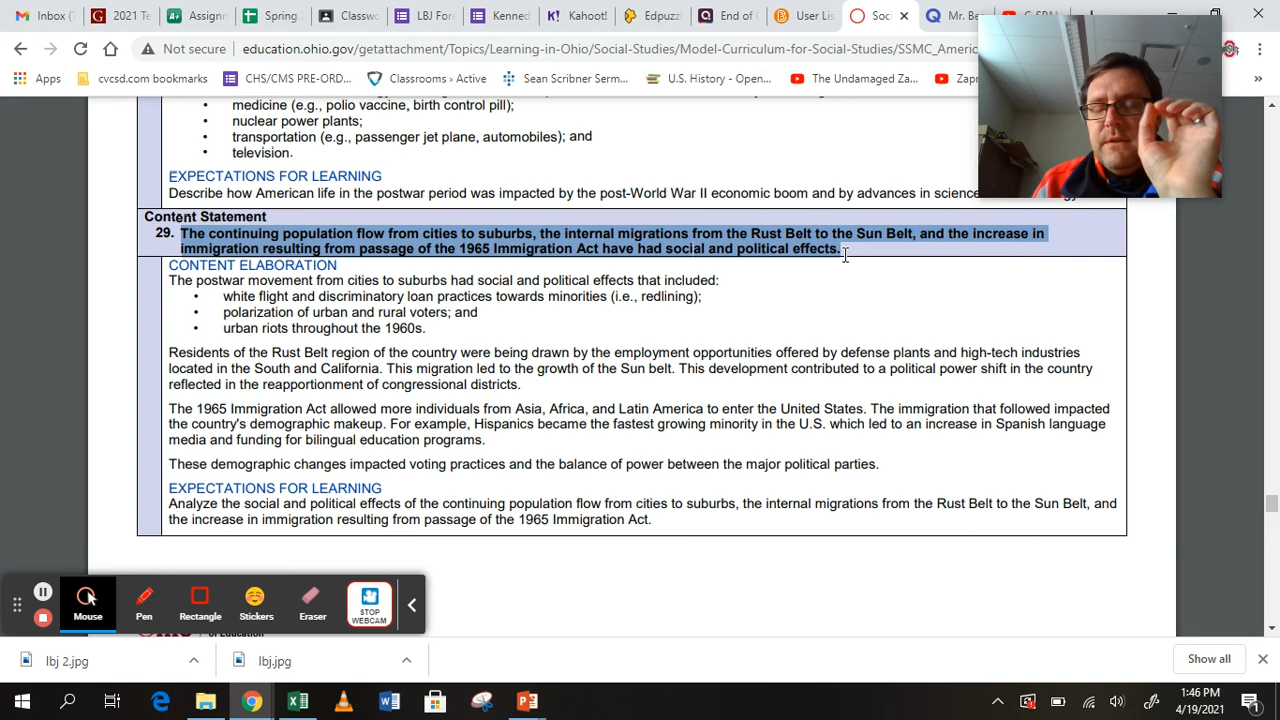 Inbox (
2021 Te
Assignm
Spring
Classwo
LBJ For
Kenned
Kahoot
Edpuzz
End of
User Lis
Soc
Mr. Be
Not secure
education.ohio.gov/getattachment/Topics/Learning-in-Ohio/Social-Studies/Model-Curriculum-for-Social-Studies/SSMC_Americ
Apps
cvcsd.com bookmarks
CHS/CMS PRE-ORD...
Classrooms › Active
Sean Scribner Serm...
U.S. History - Open...
The Undamaged Za...
Zapr
• medicine (e.g., polio vaccine, birth control pill);
• nuclear power plants;
• transportation (e.g., passenger jet plane, automobiles); and
• television.
EXPECTATIONS FOR LEARNING
Describe how American life in the postwar period was impacted by the post-World War II economic boom and by advances in science
Content Statement
29. The continuing population flow from cities to suburbs, the internal migrations from the Rust Belt to the Sun Belt, and the increase in
immigration resulting from passage of the 1965 Immigration Act have had social and political effects.
CONTENT ELABORATION
The postwar movement from cities to suburbs had social and political effects that included:
• white flight and discriminatory loan practices towards minorities (i.e., redlining);
• polarization of urban and rural voters; and
• urban riots throughout the 1960s.
Residents of the Rust Belt region of the country were being drawn by the employment opportunities offered by defense plants and high-tech industries
located in the South and California. This migration led to the growth of the Sun belt. This development contributed to a political power shift in the country
reflected in the reapportionment of congressional districts.
The 1965 Immigration Act allowed more individuals from Asia, Africa, and Latin America to enter the United States. The immigration that followed impacted
the country's demographic makeup. For example, Hispanics became the fastest growing minority in the U.S. which led to an increase in Spanish language
media and funding for bilingual education programs.
These demographic changes impacted voting practices and the balance of power between the major political parties.
EXPECTATIONS FOR LEARNING
Analyze the social and political effects of the continuing population flow from cities to suburbs, the internal migrations from the Rust Belt to the Sun Belt, and
the increase in immigration resulting from passage of the 1965 Immigration Act.
Mouse
Pen
Rectangle
Stickers
Eraser
STOP
WEBCAM
of Education
lbj 2.jpg
lbj.jpg
Show all
1:46 PM
4/19/2021